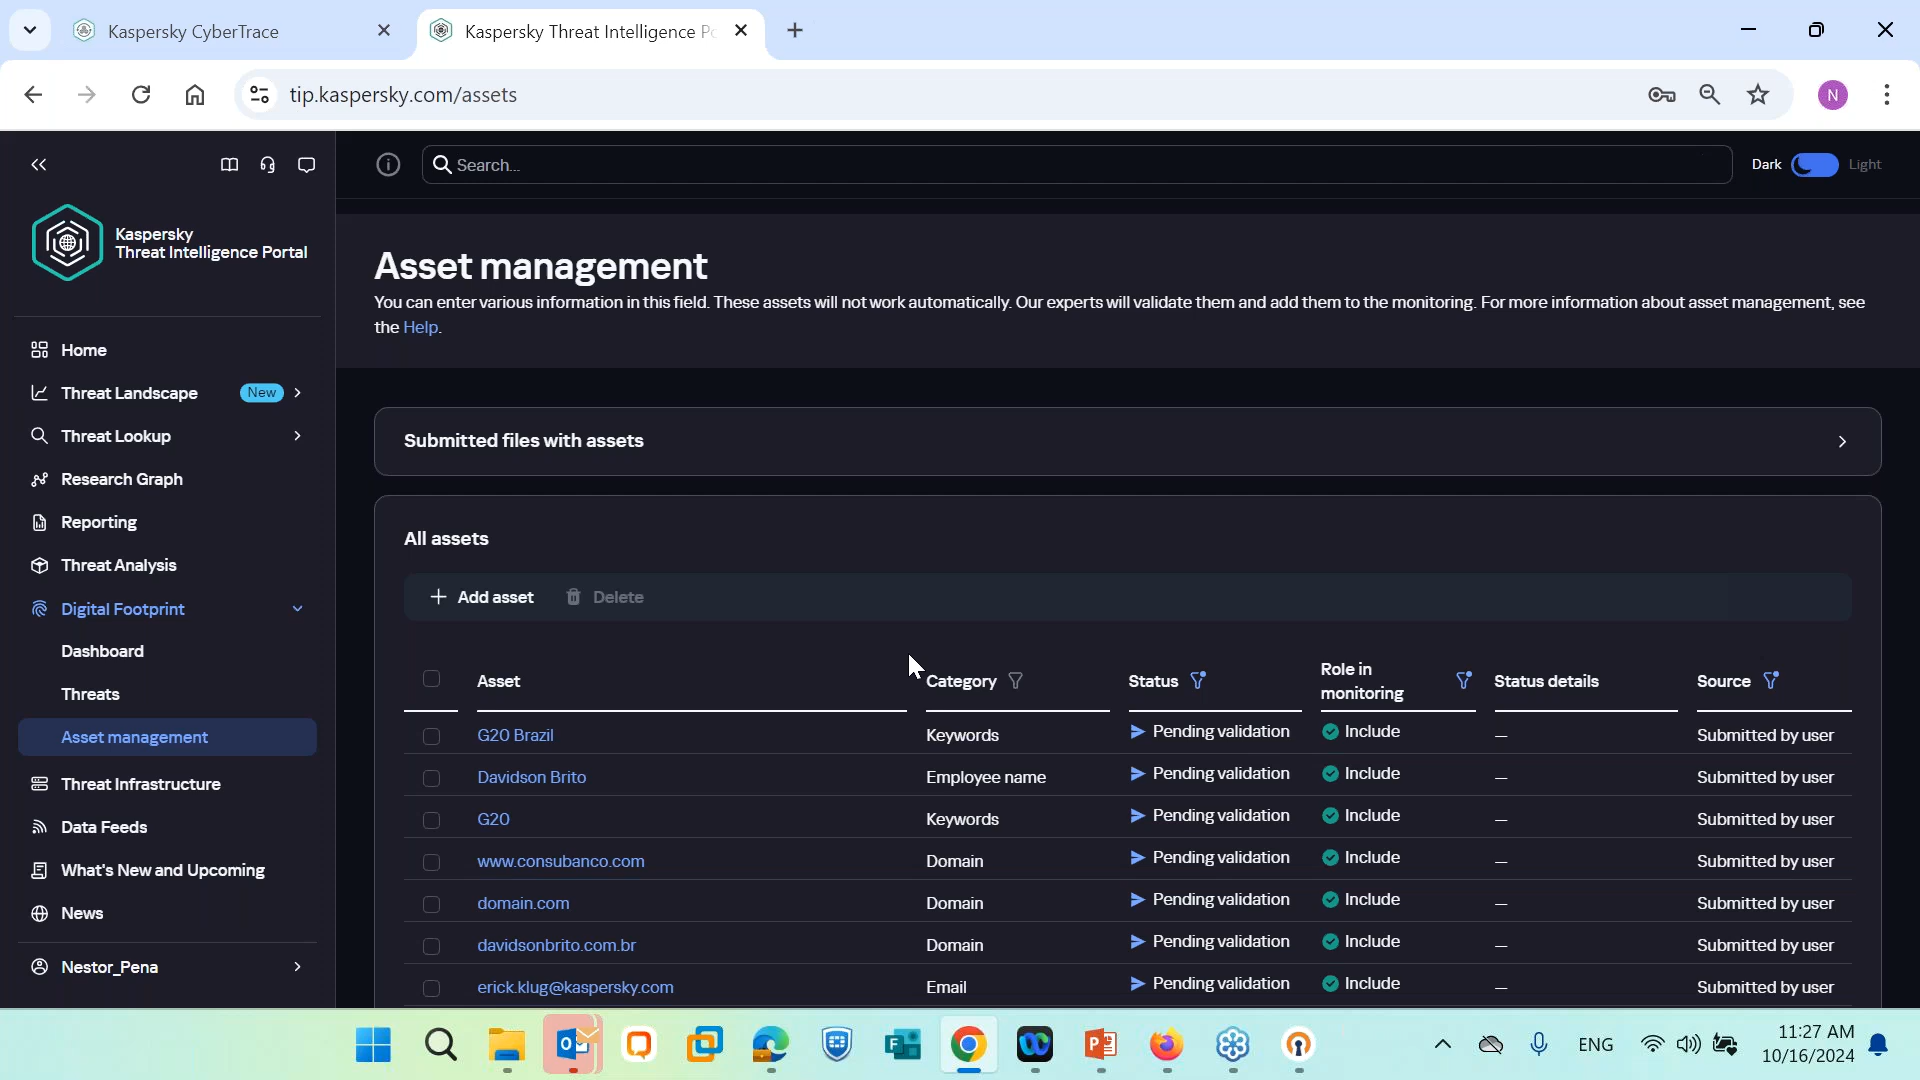 Kaspersky CyberTrace
Kaspersky Threat Intelligence Po
tip.kaspersky.com/assets
N
Kaspersky
Threat Intelligence Portal
Home
Threat Landscape New
Threat Lookup
Research Graph
Reporting
Threat Analysis
Digital Footprint
Dashboard
Threats
Asset management
Threat Infrastructure
Data Feeds
What's New and Upcoming
News
Nestor_Pena
Search...
Dark Light
Asset management
You can enter various information in this field. These assets will not work automatically. Our experts will validate them and add them to the monitoring. For more information about asset management, see
the Help.
Submitted files with assets
All assets
Add asset Delete
Asset Category Status Role in monitoring Status details Source
G20 Brazil Keywords Pending validation Include — Submitted by user
Davidson Brito Employee name Pending validation Include — Submitted by user
G20 Keywords Pending validation Include — Submitted by user
www.consubanco.com Domain Pending validation Include — Submitted by user
domain.com Domain Pending validation Include — Submitted by user
davidsonbrito.com.br Domain Pending validation Include — Submitted by user
erick.klug@kaspersky.com Email Pending validation Include — Submitted by user
ENG
11:27 AM
10/16/2024